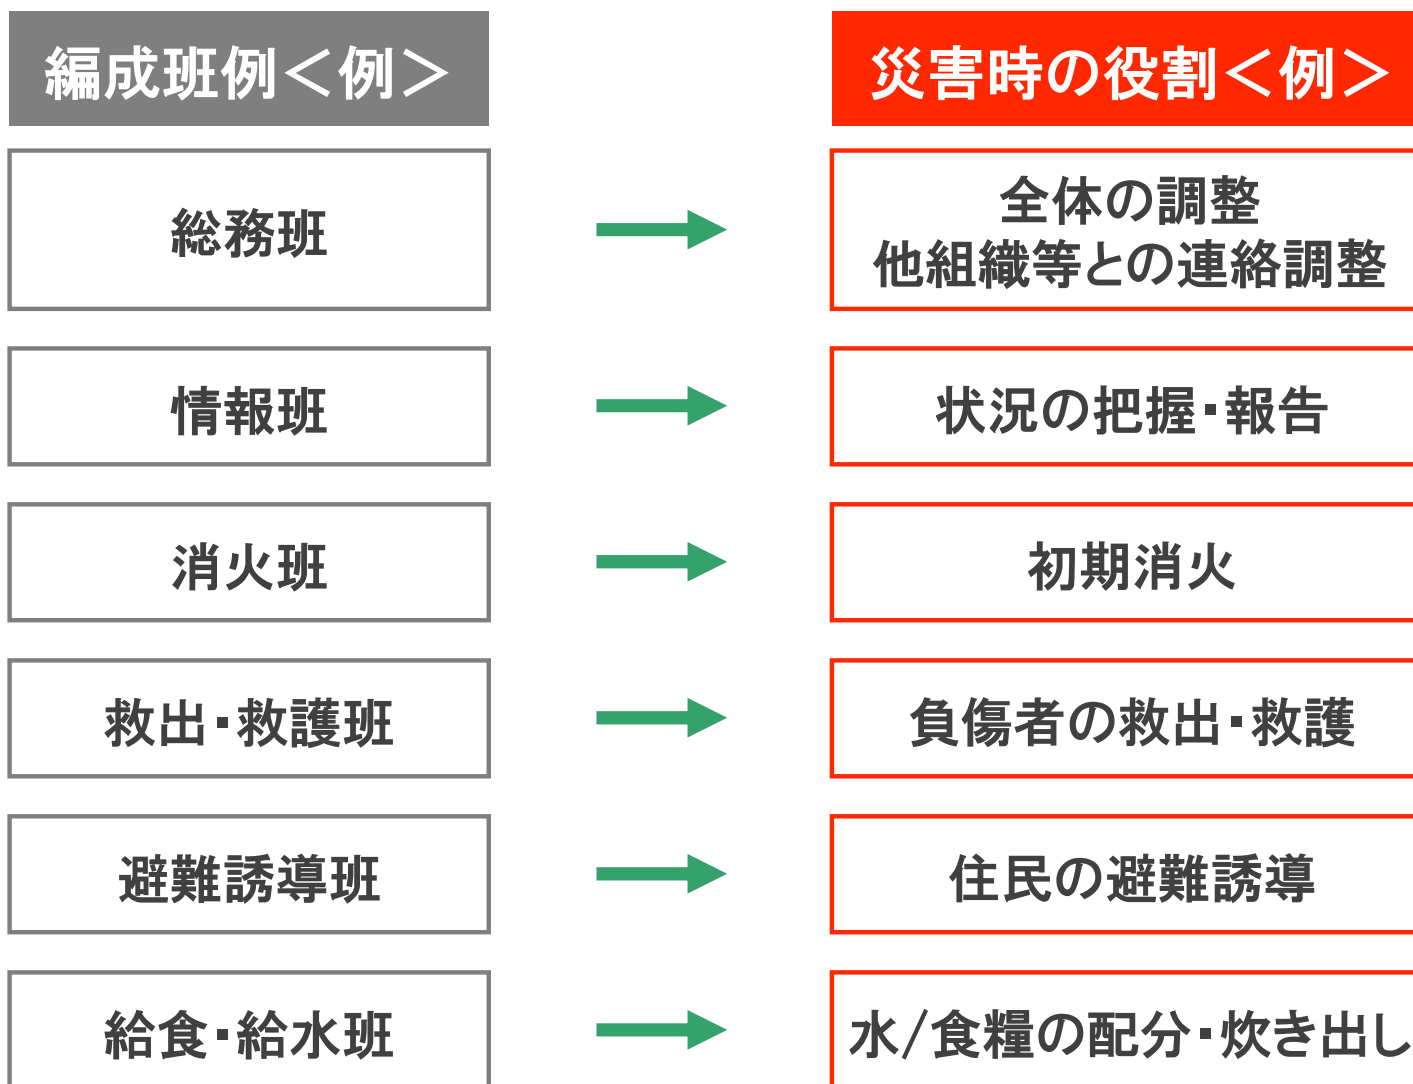 編成班例＜例＞
災害時の役割＜例＞
総務班
全体の調整
他組織等との連絡調整
情報班
状況の把握・報告
消火班
初期消火
救出・救護班
負傷者の救出・救護
避難誘導班
住民の避難誘導
給食・給水班
水/食糧の配分・炊き出し